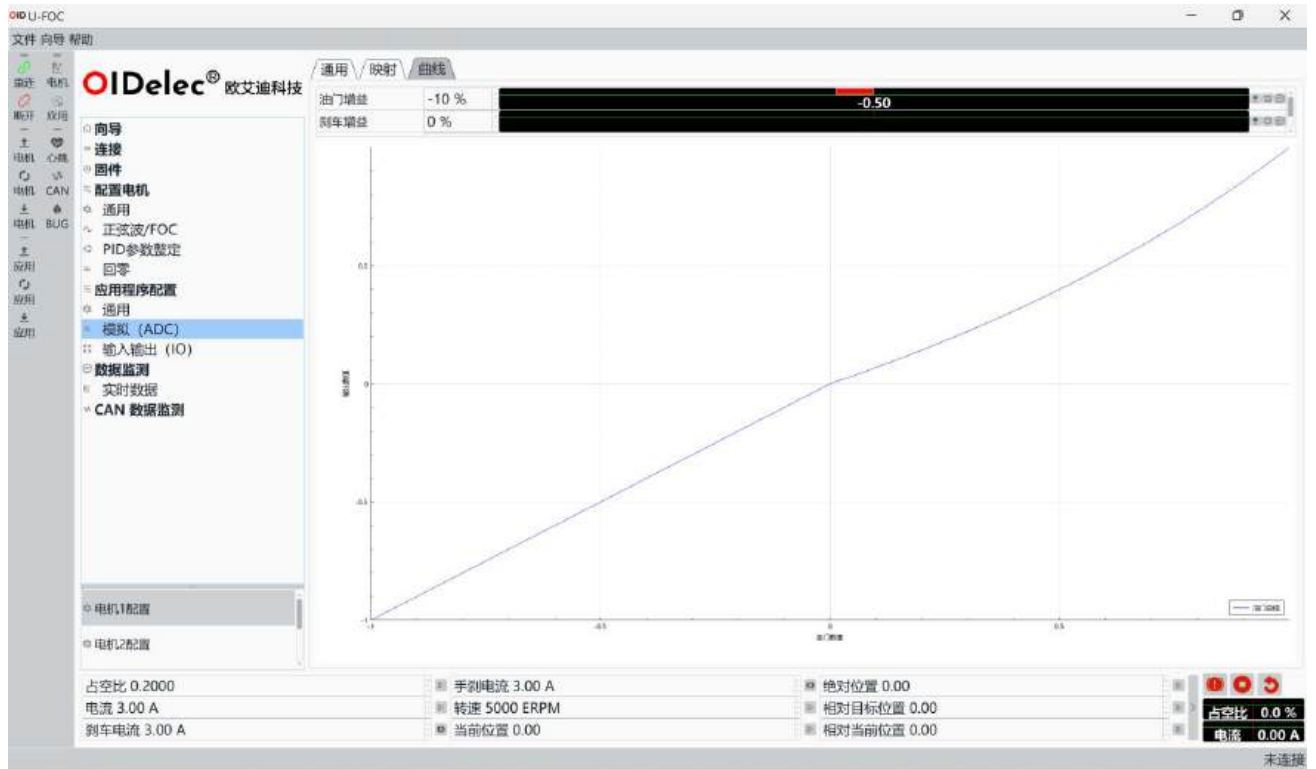 OID U-FOC
文件 向导 帮助
重连 电机
断开 应用
电机 心跳
电机 CAN
电机 BUG
应用
应用
应用
OIDelec® 欧艾迪科技
向导
连接
固件
配置电机
通用
正弦波/FOC
PID参数整定
回零
应用程序配置
通用
模拟 (ADC)
输入输出 (IO)
数据监测
实时数据
CAN 数据监测
电机1配置
电机2配置
通用 映射 曲线
油门增益 -10 % -0.50
刹车增益 0 %
0.5
0
-0.5
-1
-1 -0.5 0 0.5
油门曲线
占空比 0.2000 手刹电流 3.00 A 绝对位置 0.00
电流 3.00 A 转速 5000 ERPM 相对目标位置 0.00
刹车电流 3.00 A 当前位置 0.00 相对当前位置 0.00
占空比 0.0 %
电流 0.00 A
未连接